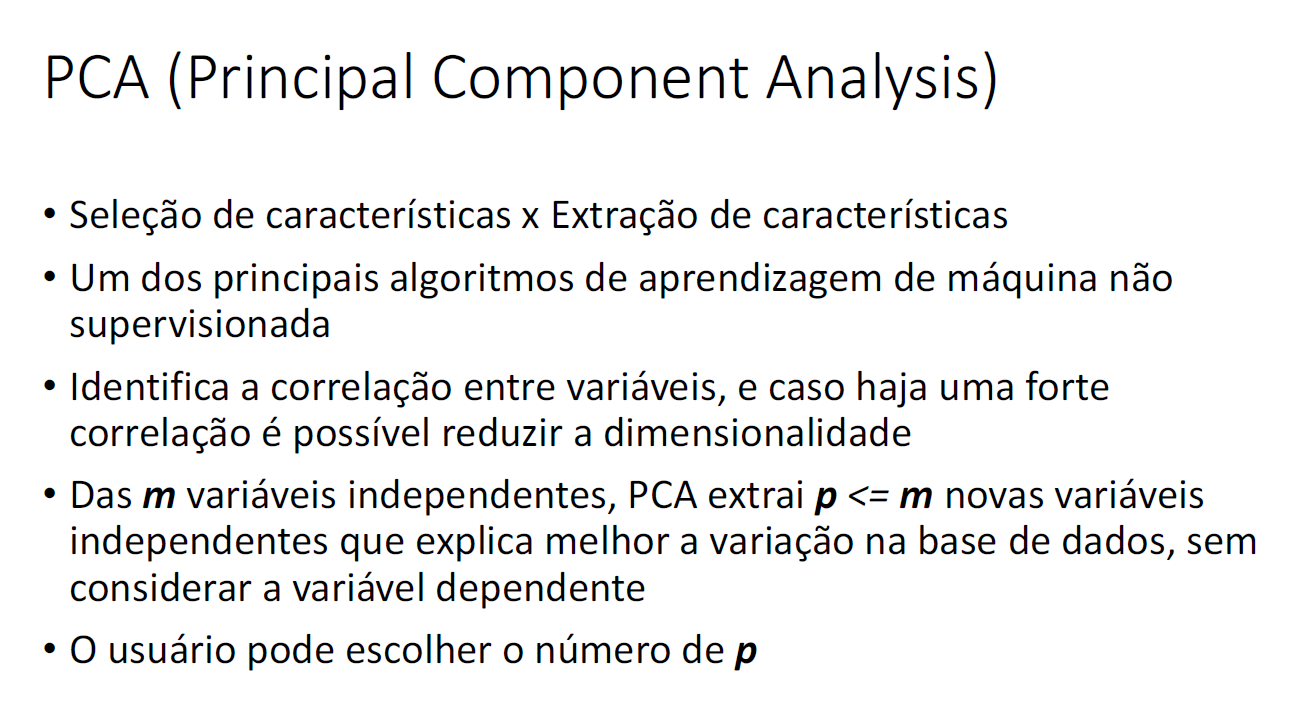 PCA (Principal Component Analysis)
• Seleção de características x Extração de características
• Um dos principais algoritmos de aprendizagem de máquina não
supervisionada
• Identifica a correlação entre variáveis, e caso haja uma forte
correlação é possível reduzir a dimensionalidade
• Das m variáveis independentes, PCA extrai p <= m novas variáveis
independentes que explica melhor a variação na base de dados, sem
considerar a variável dependente
• O usuário pode escolher o número de p